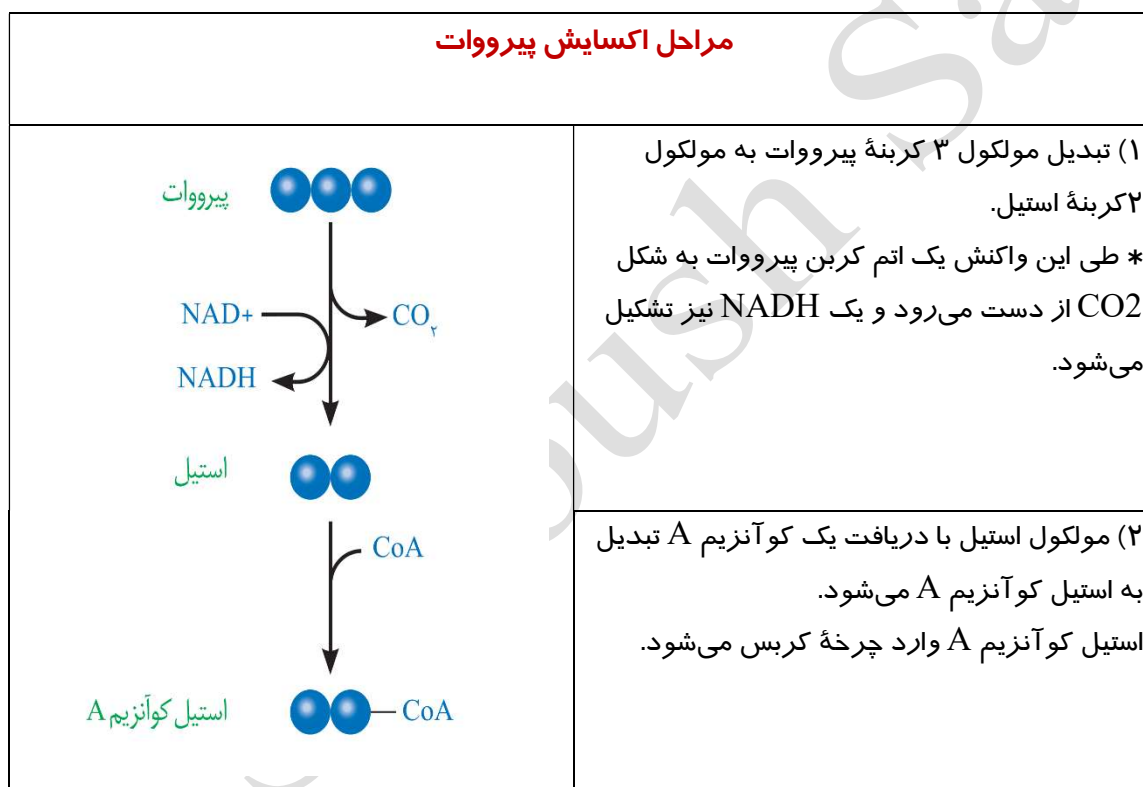 مراحل اکسایش پیرووات
۱) تبدیل مولکول ۳ کربنهٔ پیرووات به مولکول
۲کربنهٔ استیل.
* طی این واکنش یک اتم کربن پیرووات به شکل
CO2 از دست می‌رود و یک NADH نیز تشکیل
می‌شود.
پیرووات
NAD+
CO۲
NADH
استیل
۲) مولکول استیل با دریافت یک کوآنزیم A تبدیل
به استیل کوآنزیم A می‌شود.
استیل کوآنزیم A وارد چرخهٔ کربس می‌شود.
CoA
استیل کوآنزیم A
CoA